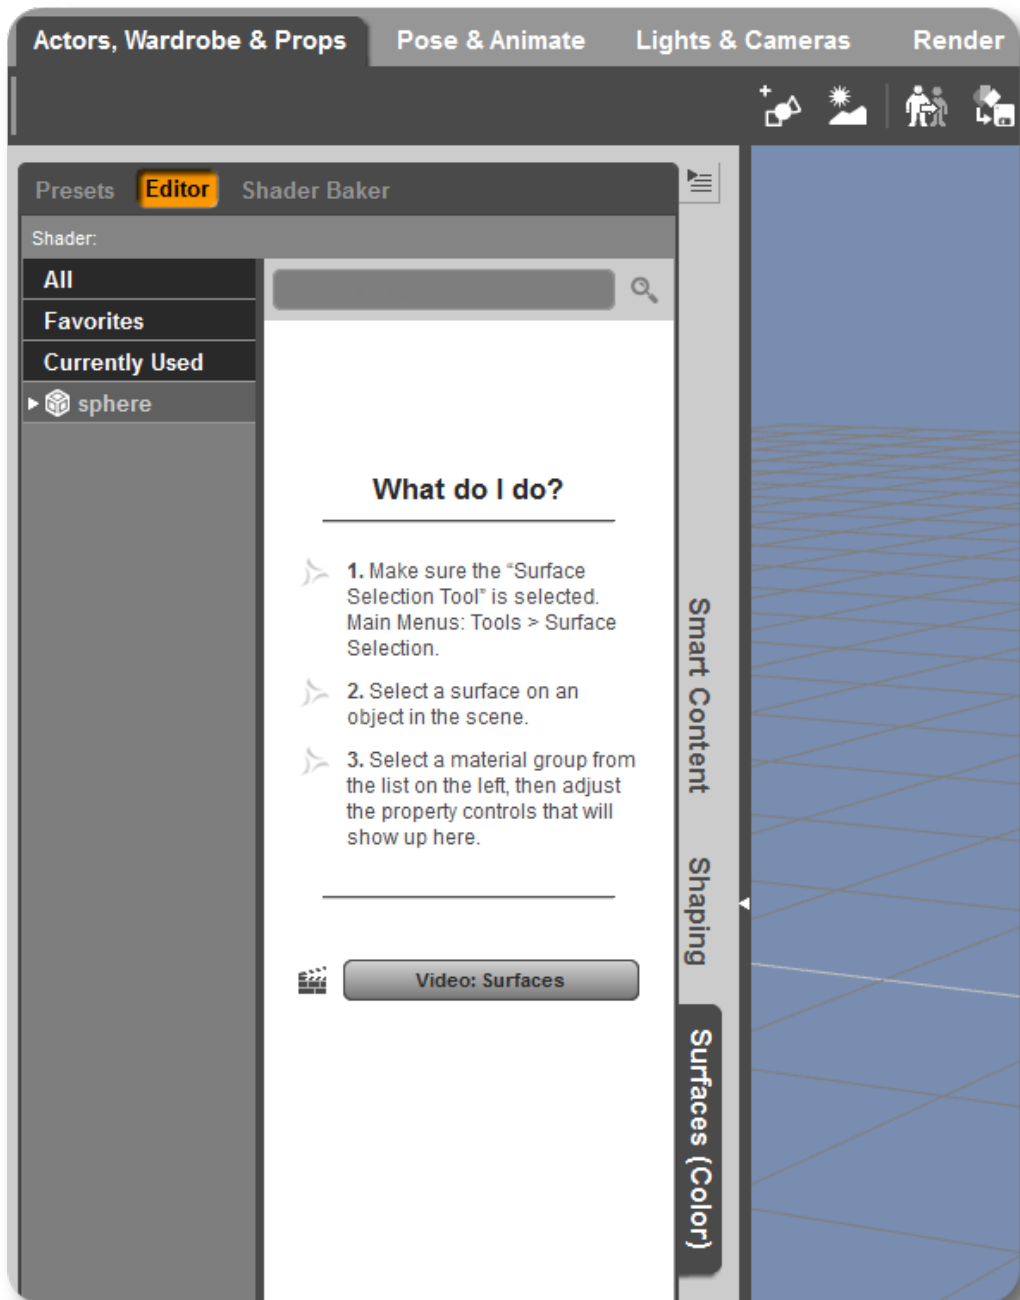 Actors, Wardrobe & Props Pose & Animate Lights & Cameras Render
Presets Editor Shader Baker
Shader:
All
Favorites
Currently Used
sphere
What do I do?
1. Make sure the “Surface
Selection Tool” is selected.
Main Menus: Tools > Surface
Selection.
2. Select a surface on an
object in the scene.
3. Select a material group from
the list on the left, then adjust
the property controls that will
show up here.
Video: Surfaces
Smart Content
Shaping
Surfaces (Color)